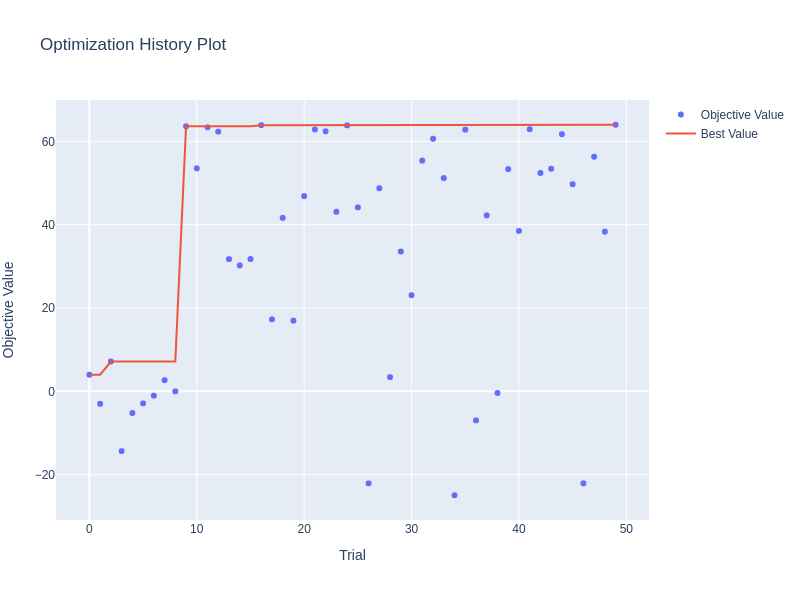 Optimization History Plot
Objective Value
Best Value
60
40
20
0
−20
0
10
20
30
40
50
Trial
Objective Value